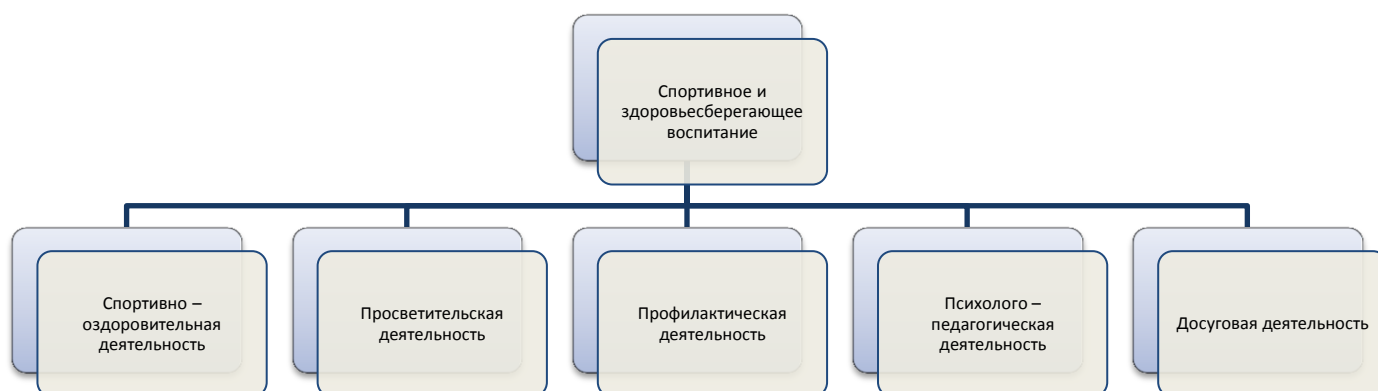 Спортивное и
здоровьесберегающее
воспитание
Спортивно –
оздоровительная
деятельность
Просветительская
деятельность
Профилактическая
деятельность
Психолого –
педагогическая
деятельность
Досуговая деятельность